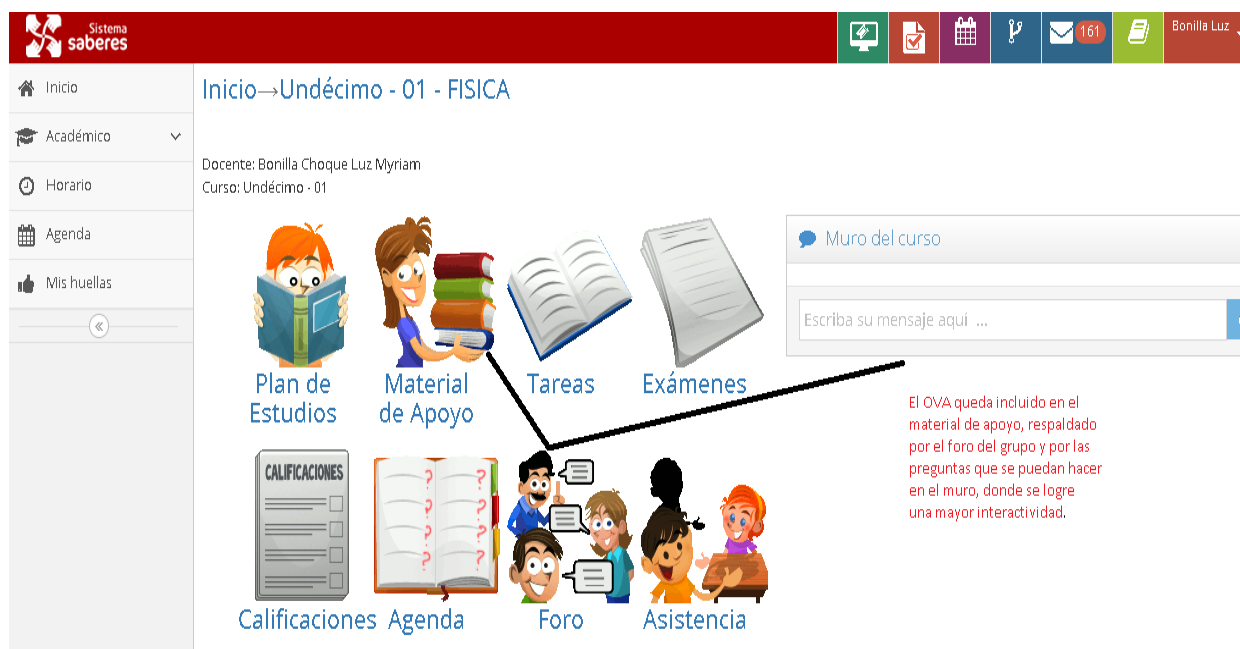 Sistema
saberes
161
Bonilla Luz
Inicio
Académico
Horario
Agenda
Mis huellas
Inicio→Undécimo - 01 - FISICA
Docente: Bonilla Choque Luz Myriam
Curso: Undécimo - 01
Plan de
Estudios
Material
de Apoyo
Tareas
Exámenes
CALIFICACIONES
Calificaciones
Agenda
Foro
Asistencia
Muro del curso
Escriba su mensaje aquí ...
El OVA queda incluido en el
material de apoyo, respaldado
por el foro del grupo y por las
preguntas que se puedan hacer
en el muro, donde se logre
una mayor interactividad.